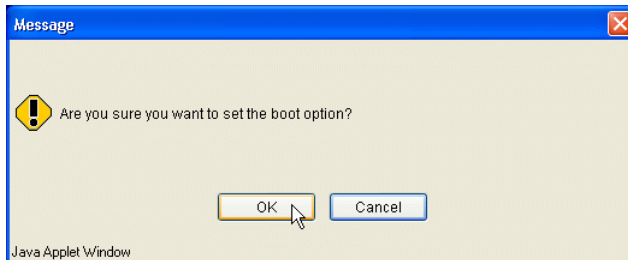 Message
Are you sure you want to set the boot option?
OK Cancel
Java Applet Window